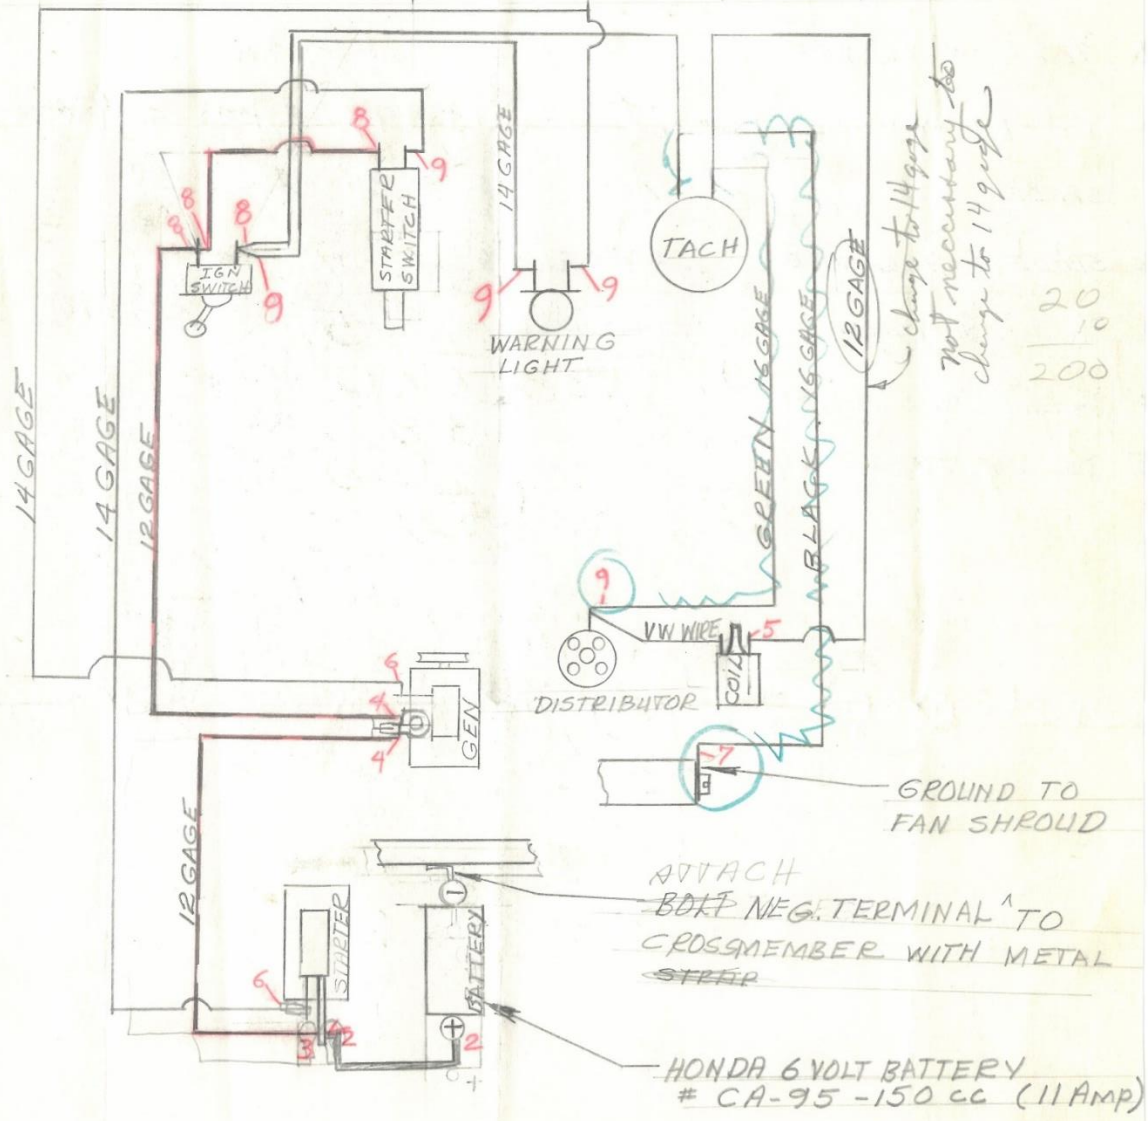 8
9
8
8
8
9
IGN
SWITCH
STARTER
SWITCH
14 GAGE
9
9
WARNING
LIGHT
TACH
12 GAGE
change to 14 gage
not neccessary to
change to 14 gage
20
10
200
14 GAGE
14 GAGE
12 GAGE
GREEN 16 GAGE
BLACK 16 GAGE
9
VW WIRE
5
COIL
DISTRIBUTOR
6
4
4
GEN
7
GROUND TO
FAN SHROUD
12 GAGE
ATTACH
BOLT NEG. TERMINAL ^ TO
CROSSMEMBER WITH METAL
STRAP
STARTER
BATTERY
6
3
2
2
+
+
HONDA 6 VOLT BATTERY
# CA-95-150 CC (11 AMP)